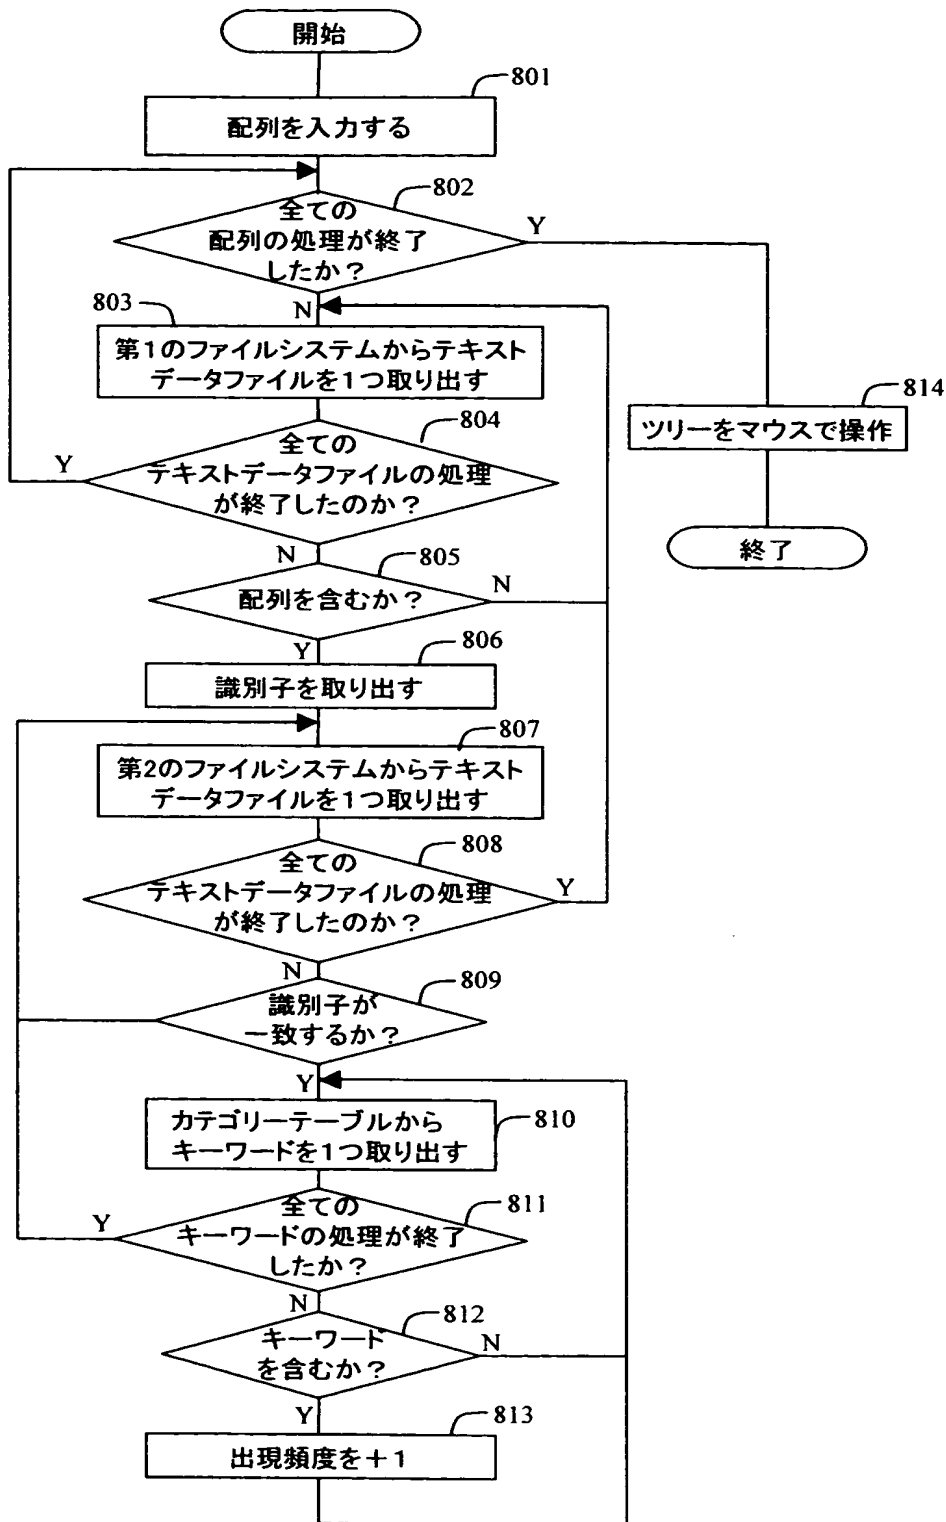 開始
801
配列を入力する
802
全ての
配列の処理が終了
したか？
Y
N
803
第1のファイルシステムからテキスト
データファイルを1つ取り出す
814
ツリーをマウスで操作
804
全ての
テキストデータファイルの処理
が終了したのか？
Y
N
終了
805
配列を含むか？
N
Y
806
識別子を取り出す
807
第2のファイルシステムからテキスト
データファイルを1つ取り出す
808
全ての
テキストデータファイルの処理
が終了したのか？
Y
N
809
識別子が
一致するか？
Y
カテゴリーテーブルから
キーワードを1つ取り出す
810
全ての
キーワードの処理が終了
したか？
811
Y
N
812
キーワード
を含むか？
N
Y
813
出現頻度を＋1